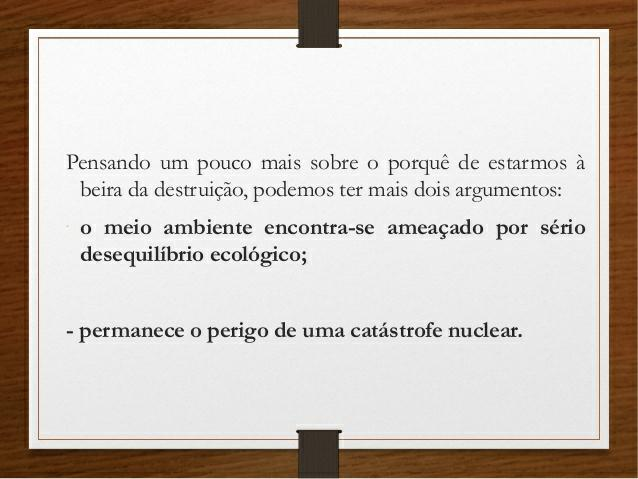 Pensando um pouco mais sobre o porquê de estarmos à
beira da destruição, podemos ter mais dois argumentos:
- o meio ambiente encontra-se ameaçado por sério
desequilíbrio ecológico;
- permanece o perigo de uma catástrofe nuclear.